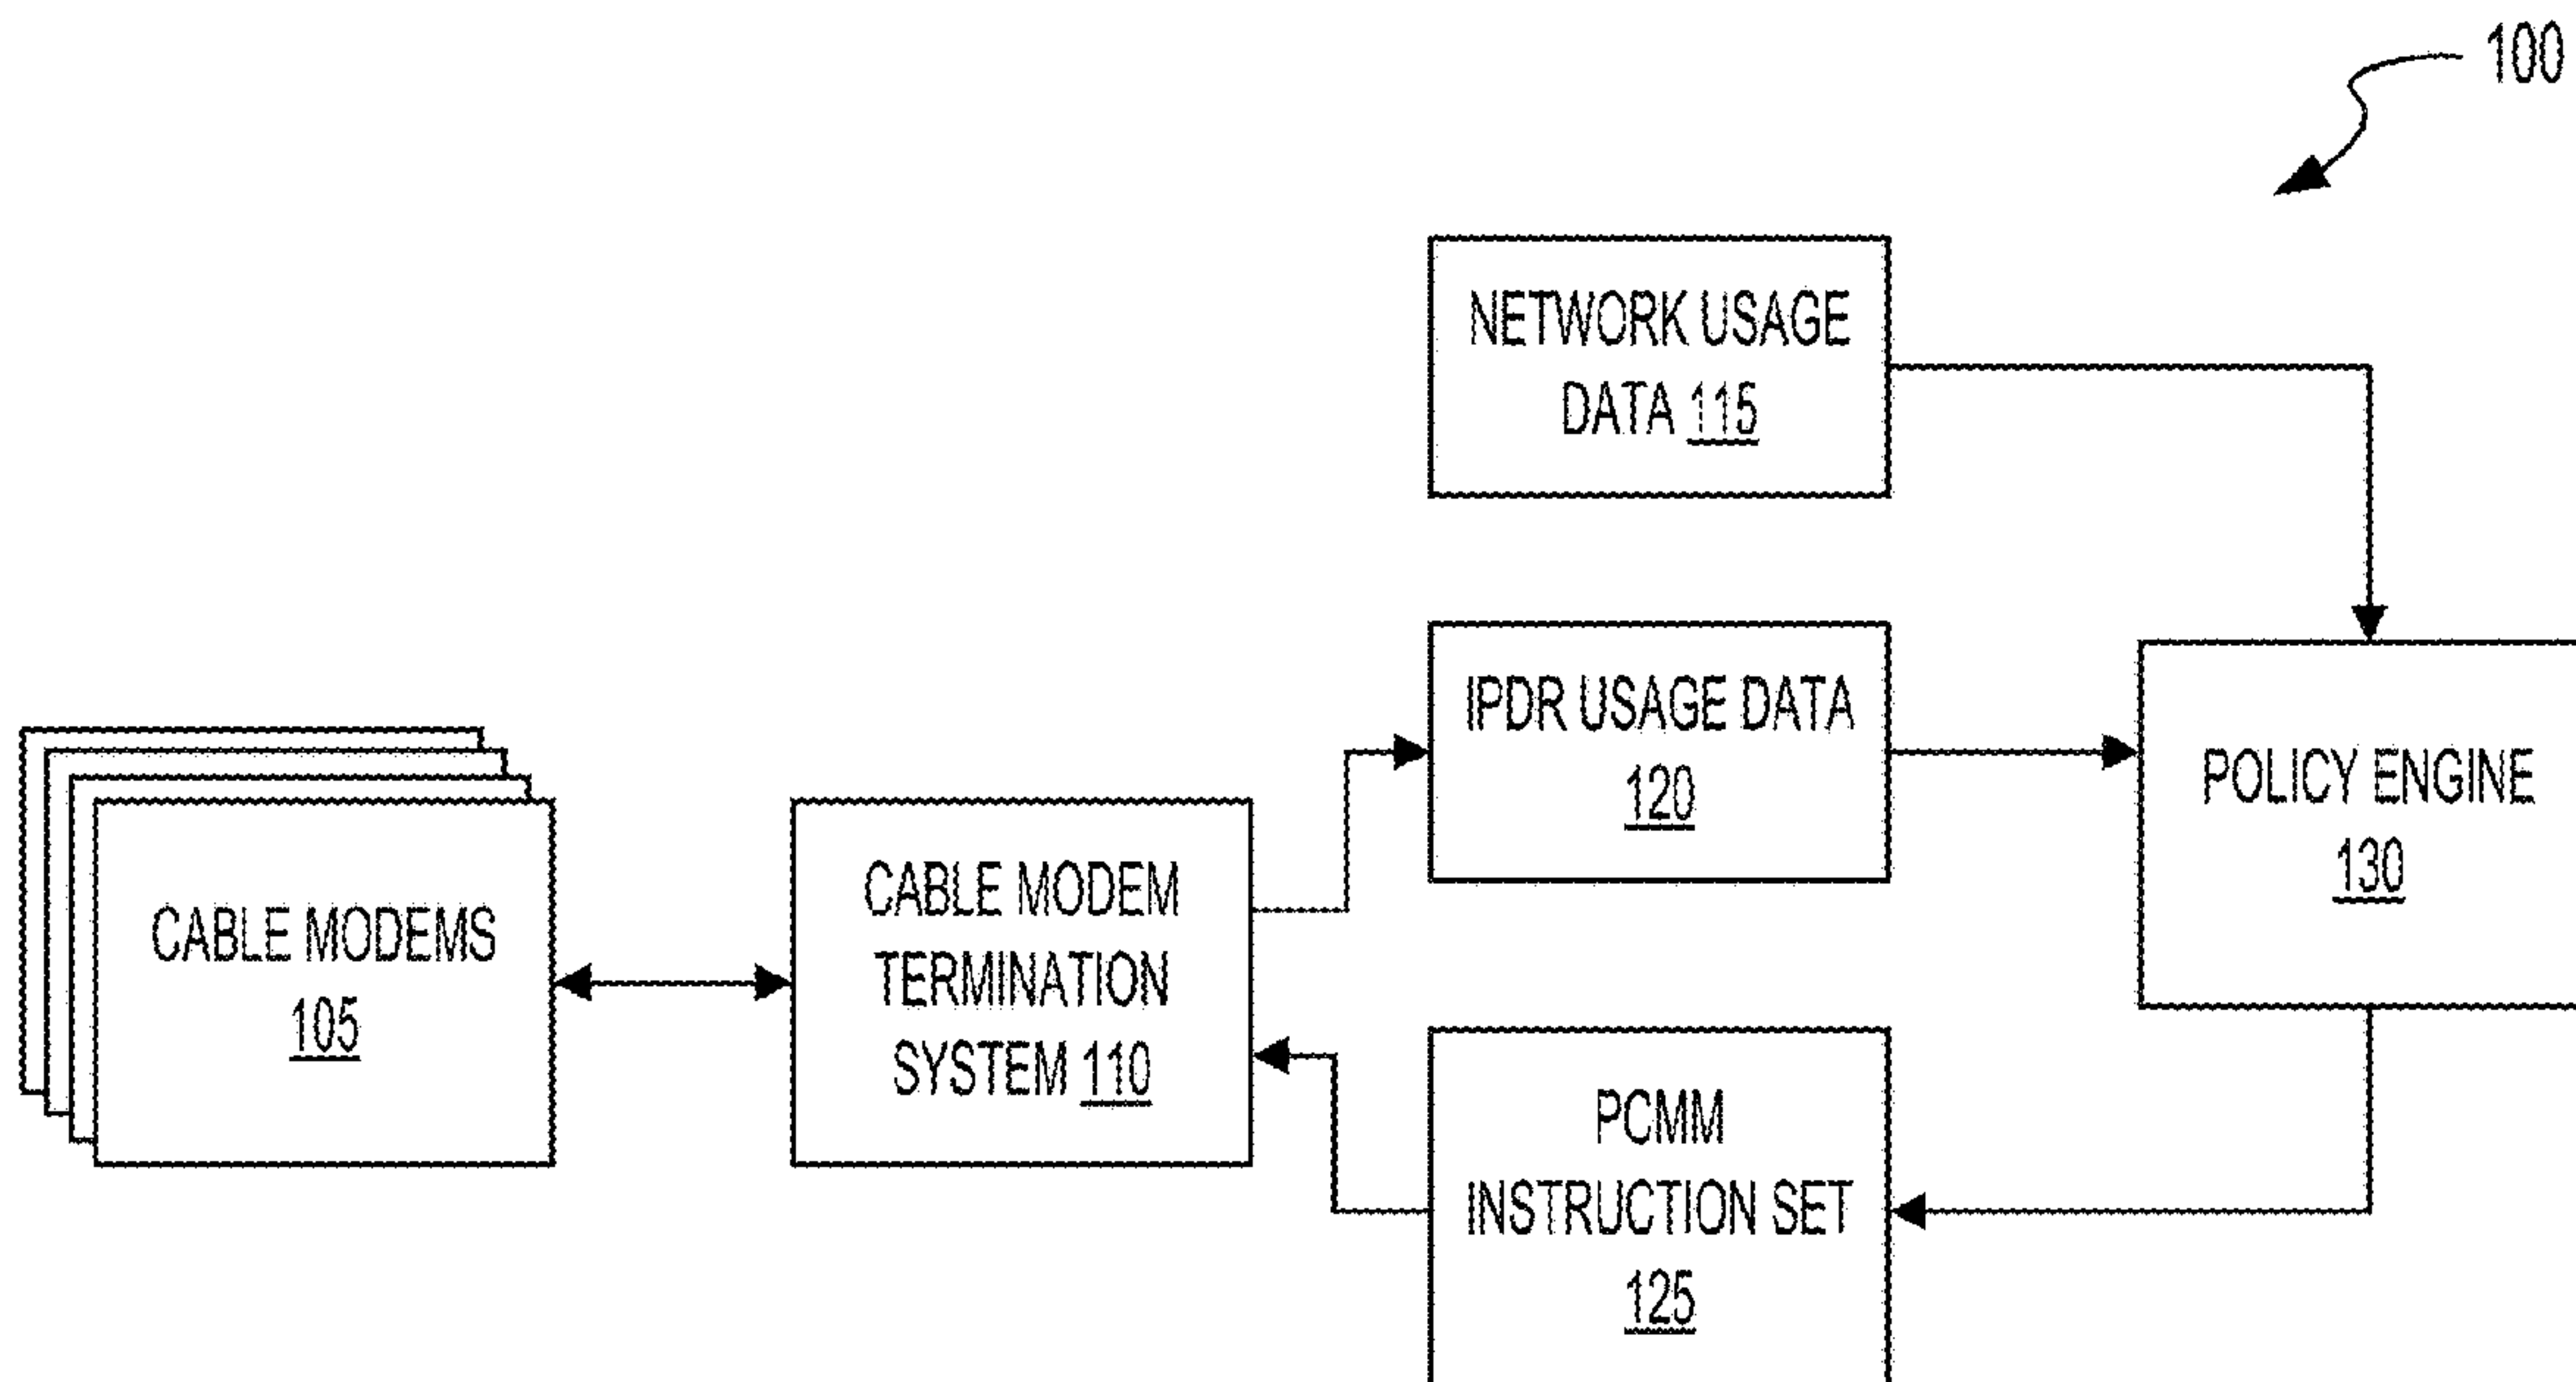 100
NETWORK USAGE
DATA 115
IPDR USAGE DATA
120
POLICY ENGINE
130
CABLE MODEMS
105
CABLE MODEM
TERMINATION
SYSTEM 110
PCMM
INSTRUCTION SET
125